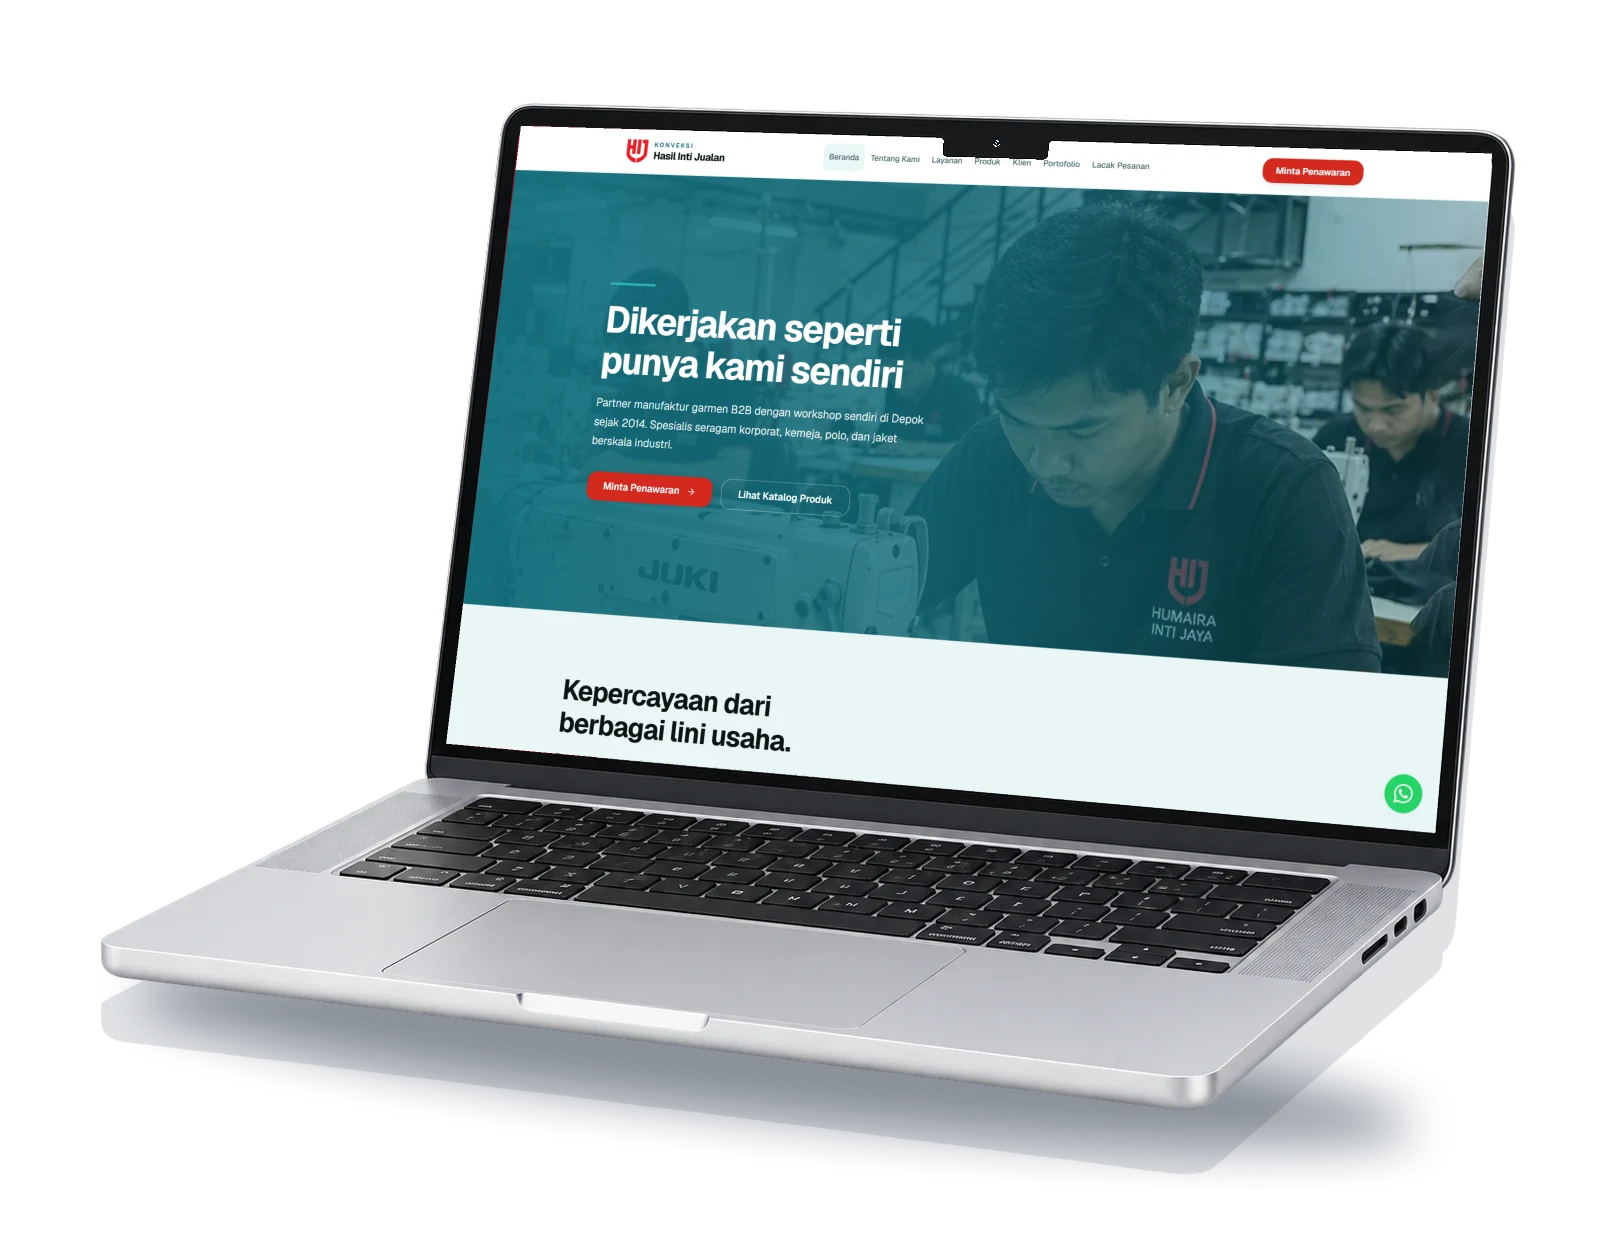 HIJ
KONVEKSI
Hasil Inti Jualan
Beranda
Tentang Kami
Layanan
Produk
Klien
Portofolio
Lacak Pesanan
Minta Penawaran
Dikerjakan seperti
punya kami sendiri
Partner manufaktur garmen B2B dengan workshop sendiri di Depok
sejak 2014. Spesialis seragam korporat, kemeja, polo, dan jaket
berskala industri.
Minta Penawaran →
Lihat Katalog Produk
JUKI
HIJ
HUMAIRA
INTI JAYA
Kepercayaan dari
berbagai lini usaha.